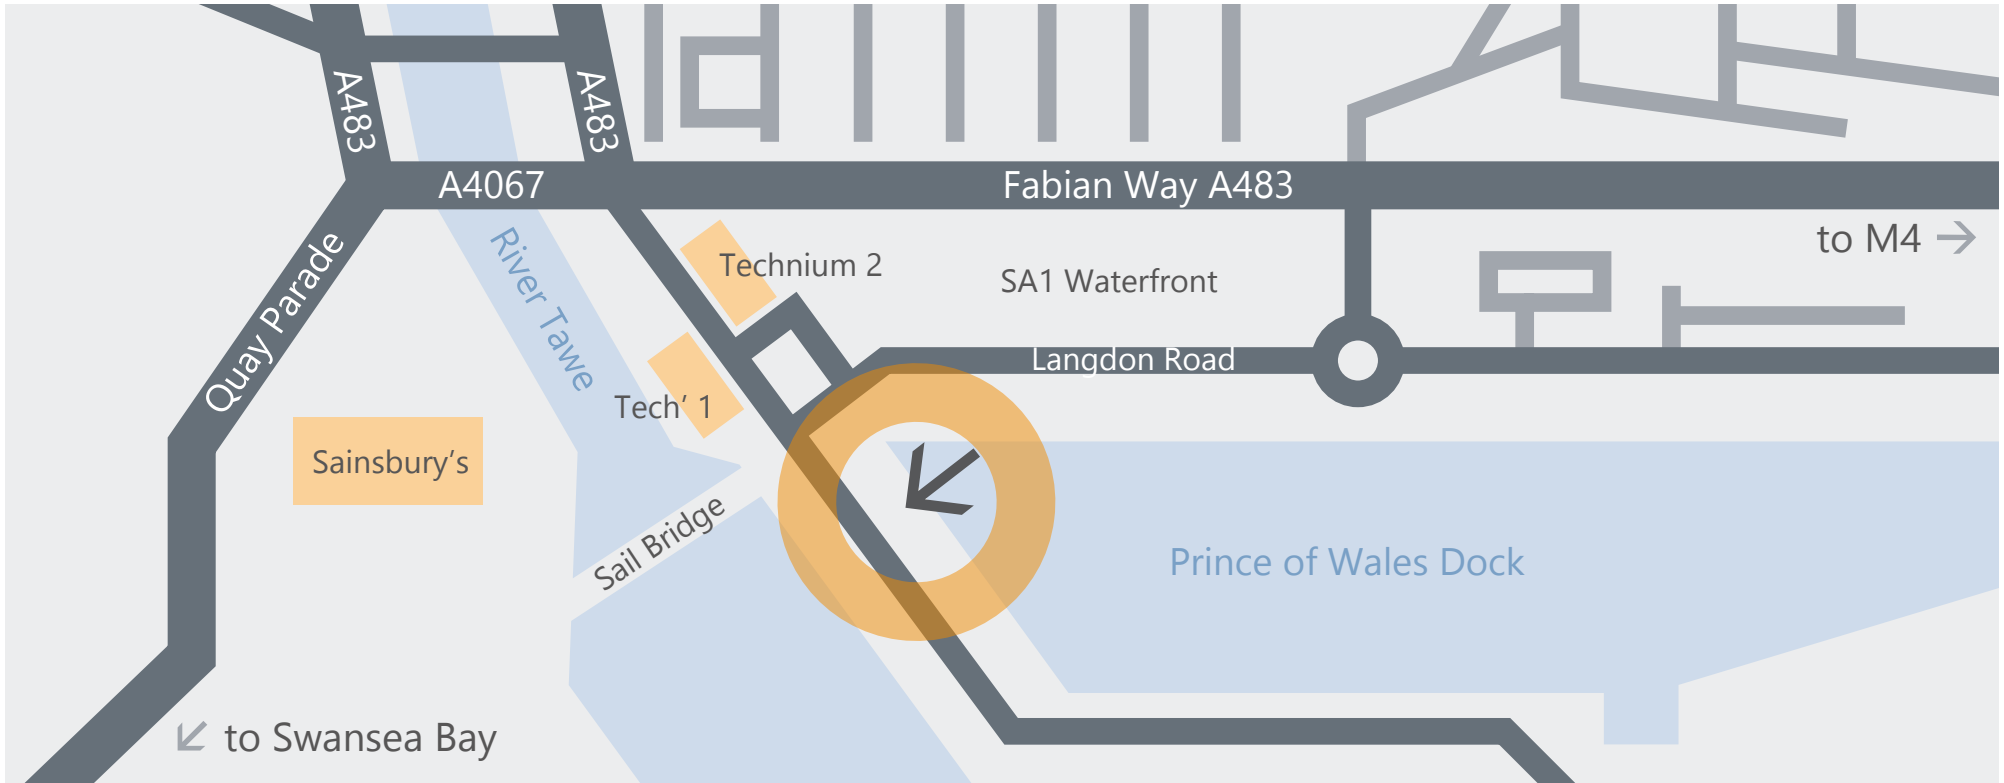 A483
A483
A4067
Fabian Way A483
to M4
Quay Parade
River Tawe
Technium 2
SA1 Waterfront
Langdon Road
Tech’ 1
Sainsbury’s
Sail Bridge
Prince of Wales Dock
to Swansea Bay